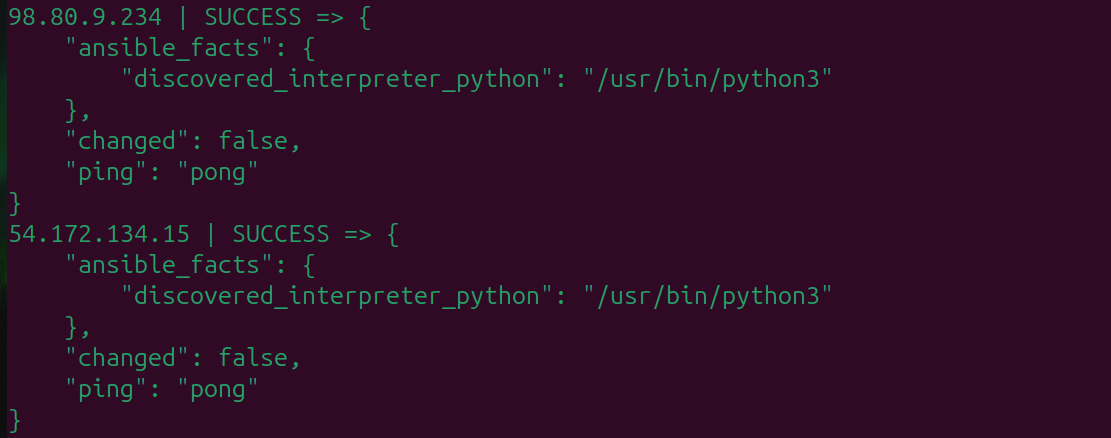 98.80.9.234 | SUCCESS => {
    "ansible_facts": {
        "discovered_interpreter_python": "/usr/bin/python3"
    },
    "changed": false,
    "ping": "pong"
}
54.172.134.15 | SUCCESS => {
    "ansible_facts": {
        "discovered_interpreter_python": "/usr/bin/python3"
    },
    "changed": false,
    "ping": "pong"
}